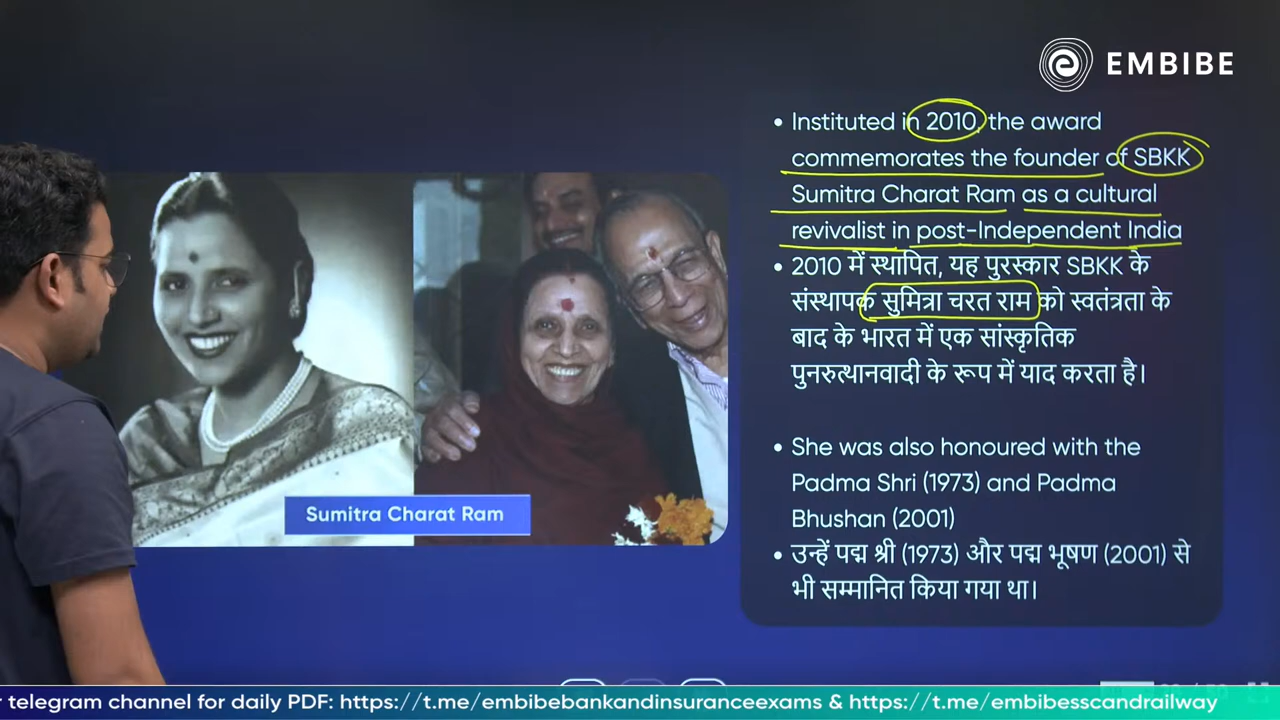 EMBIBE
• Instituted in 2010, the award
commemorates the founder of SBKK
Sumitra Charat Ram as a cultural
revivalist in post-Independent India
• 2010 में स्थापित, यह पुरस्कार SBKK के
संस्थापक सुमित्रा चरत राम को स्वतंत्रता के
बाद के भारत में एक सांस्कृतिक
पुनरुत्थानवादी के रूप में याद करता है।
• She was also honoured with the
Padma Shri (1973) and Padma
Bhushan (2001)
• उन्हें पद्म श्री (1973) और पद्म भूषण (2001) से
भी सम्मानित किया गया था।
Sumitra Charat Ram
telegram channel for daily PDF: https://t.me/embibebankandinsuranceexams & https://t.me/embibesscandrailway